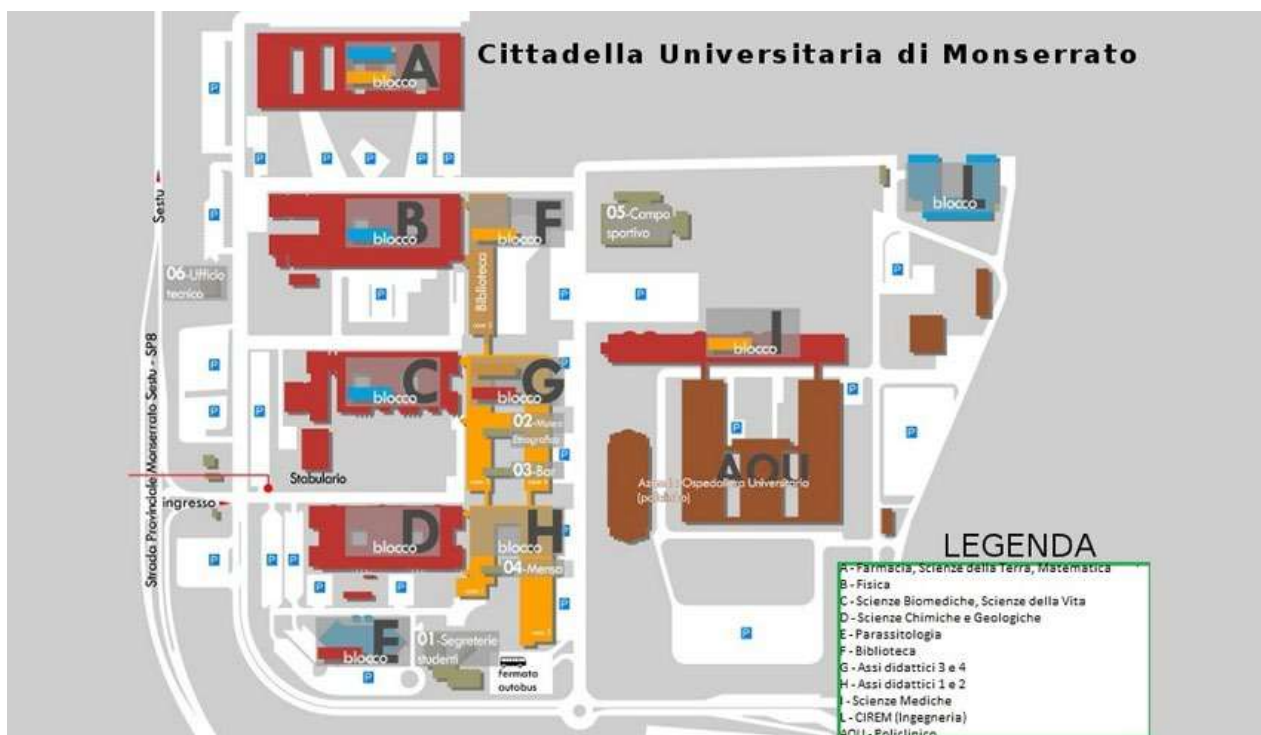 Cittadella Universitaria di Monserrato
A
blocco
P
P
P
P
P
P
Sestu
P
B
blocco
F
blocco
Biblioteca
05-Campo
sportivo
L
blocco
06-Ufficio
tecnico
P
P
P
P
P
I
blocco
C
blocco
G
blocco
P
P
P
P
P
02-Museo
Etnografico
03-Bar
P
P
AOU
Azienda Ospedaliera Universitaria
(policlinico)
Stabulario
ingresso
Strada Provinciale Monserrato Sestu - SP8
D
blocco
H
blocco
04-Mensa
P
P
P
P
P
P
P
P
E
blocco
01-Segreterie
studenti
P
fermata
autobus
LEGENDA
A - Farmacia, Scienze della Terra, Matematica
B - Fisica
C - Scienze Biomediche, Scienze della Vita
D - Scienze Chimiche e Geologiche
E - Parassitologia
F - Biblioteca
G - Assi didattici 3 e 4
H - Assi didattici 1 e 2
I - Scienze Mediche
L - CIREM (Ingegneria)
AOU - Policlinico